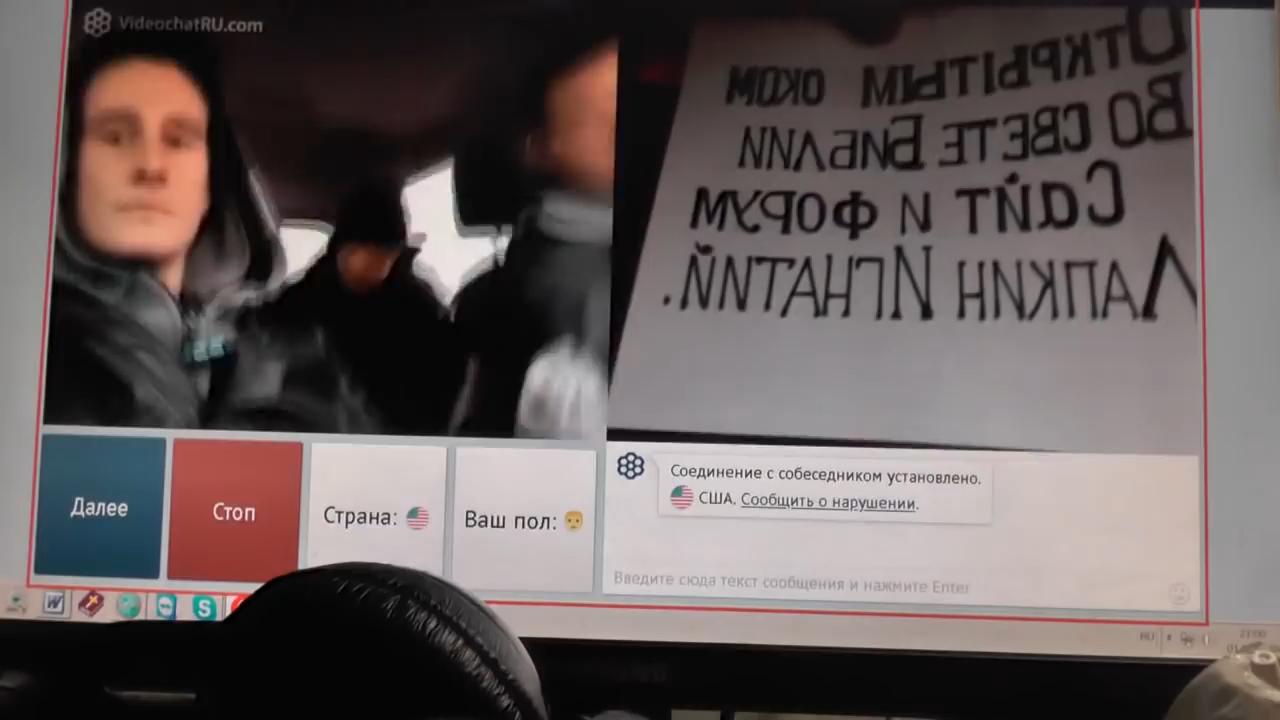 VideochatRU.com
Открытым оком
во свете Библии
Сайт и форум
Лапкин Игнатий.
Далее
Стоп
Страна:
Ваш пол:
Соединение с собеседником установлено.
США. Сообщить о нарушении.
Введите сюда текст сообщения и нажмите Enter
RU